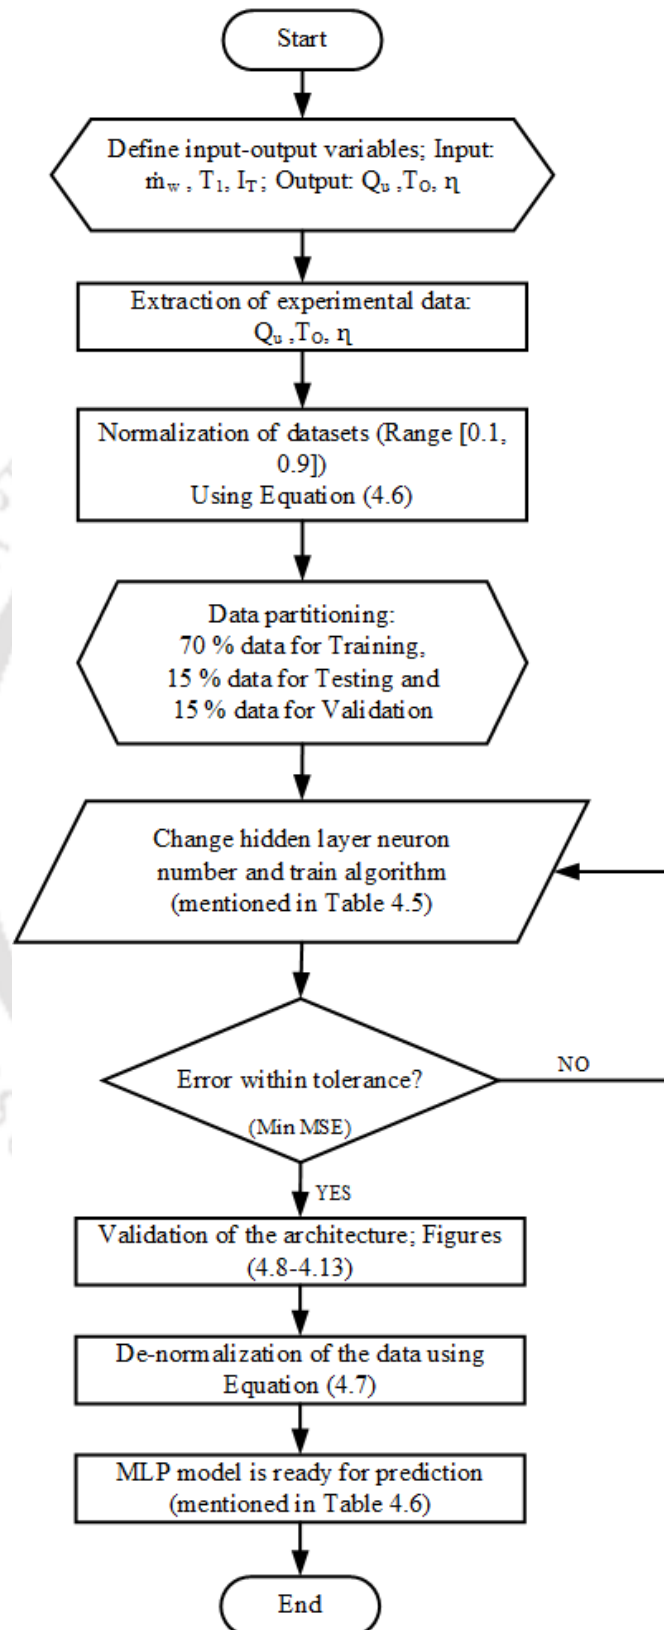 Start
Define input-output variables; Input:
ṁw , T1, IT; Output: Qu ,TO, η
Extraction of experimental data:
Qu ,TO, η
Normalization of datasets (Range [0.1,
0.9])
Using Equation (4.6)
Data partitioning:
70 % data for Training,
15 % data for Testing and
15 % data for Validation
Change hidden layer neuron
number and train algorithm
(mentioned in Table 4.5)
Error within tolerance?
(Min MSE)
NO
YES
Validation of the architecture; Figures
(4.8-4.13)
De-normalization of the data using
Equation (4.7)
MLP model is ready for prediction
(mentioned in Table 4.6)
End